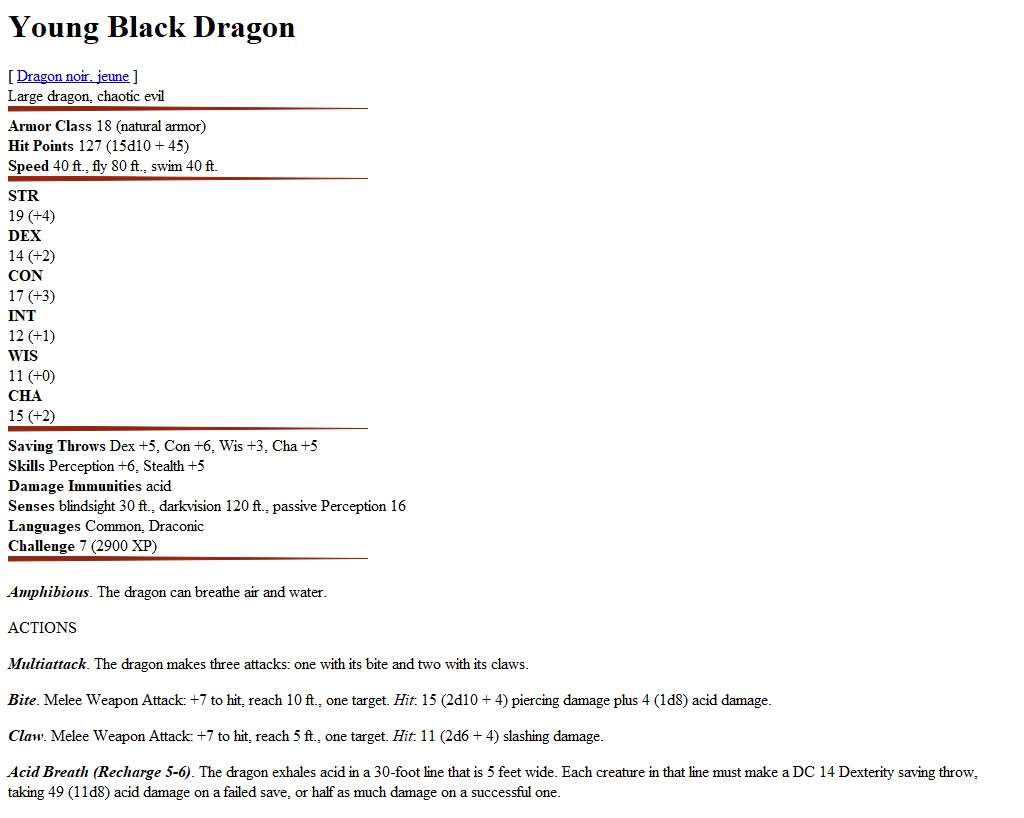 Young Black Dragon
[ Dragon noir, jeune ]
Large dragon, chaotic evil
Armor Class 18 (natural armor)
Hit Points 127 (15d10 + 45)
Speed 40 ft., fly 80 ft., swim 40 ft.
STR
19 (+4)
DEX
14 (+2)
CON
17 (+3)
INT
12 (+1)
WIS
11 (+0)
CHA
15 (+2)
Saving Throws Dex +5, Con +6, Wis +3, Cha +5
Skills Perception +6, Stealth +5
Damage Immunities acid
Senses blindsight 30 ft., darkvision 120 ft., passive Perception 16
Languages Common, Draconic
Challenge 7 (2900 XP)
Amphibious. The dragon can breathe air and water.
ACTIONS
Multiattack. The dragon makes three attacks: one with its bite and two with its claws.
Bite. Melee Weapon Attack: +7 to hit, reach 10 ft., one target. Hit: 15 (2d10 + 4) piercing damage plus 4 (1d8) acid damage.
Claw. Melee Weapon Attack: +7 to hit, reach 5 ft., one target. Hit: 11 (2d6 + 4) slashing damage.
Acid Breath (Recharge 5-6). The dragon exhales acid in a 30-foot line that is 5 feet wide. Each creature in that line must make a DC 14 Dexterity saving throw,
taking 49 (11d8) acid damage on a failed save, or half as much damage on a successful one.